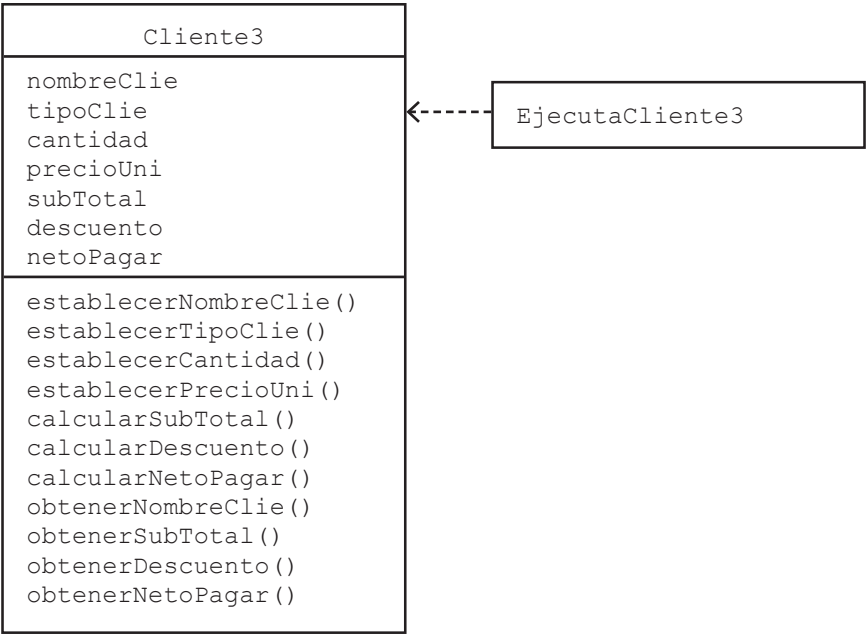 Cliente3
nombreClie
tipoClie
cantidad
precioUni
subTotal
descuento
netoPagar
establecerNombreClie()
establecerTipoClie()
establecerCantidad()
establecerPrecioUni()
calcularSubTotal()
calcularDescuento()
calcularNetoPagar()
obtenerNombreClie()
obtenerSubTotal()
obtenerDescuento()
obtenerNetoPagar()
EjecutaCliente3